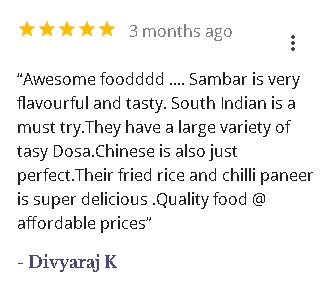 3 months ago
“Awesome foodddd .... Sambar is very
flavourful and tasty. South Indian is a
must try.They have a large variety of
tasy Dosa.Chinese is also just
perfect.Their fried rice and chilli paneer
is super delicious .Quality food @
affordable prices”
- Divyaraj K